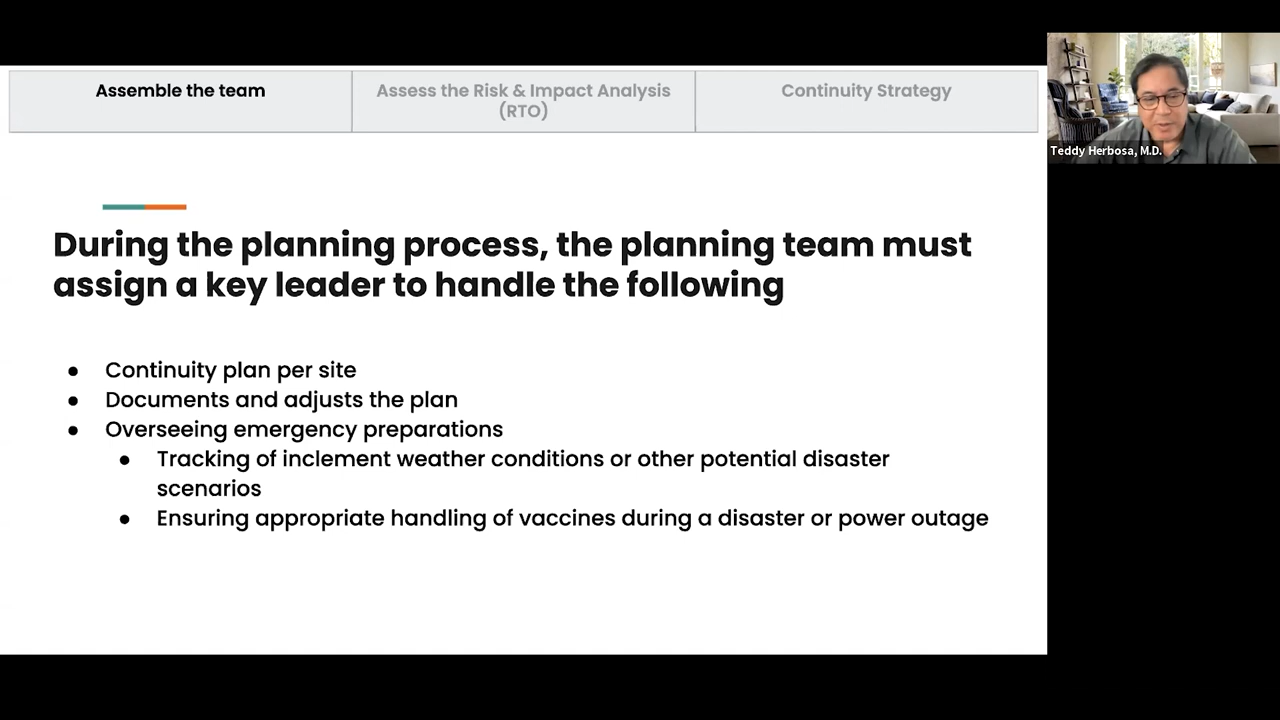 Assemble the team
Assess the Risk & Impact Analysis
(RTO)
Continuity Strategy
Teddy Herbosa, M.D.
During the planning process, the planning team must
assign a key leader to handle the following
● Continuity plan per site
● Documents and adjusts the plan
● Overseeing emergency preparations
● Tracking of inclement weather conditions or other potential disaster
scenarios
● Ensuring appropriate handling of vaccines during a disaster or power outage